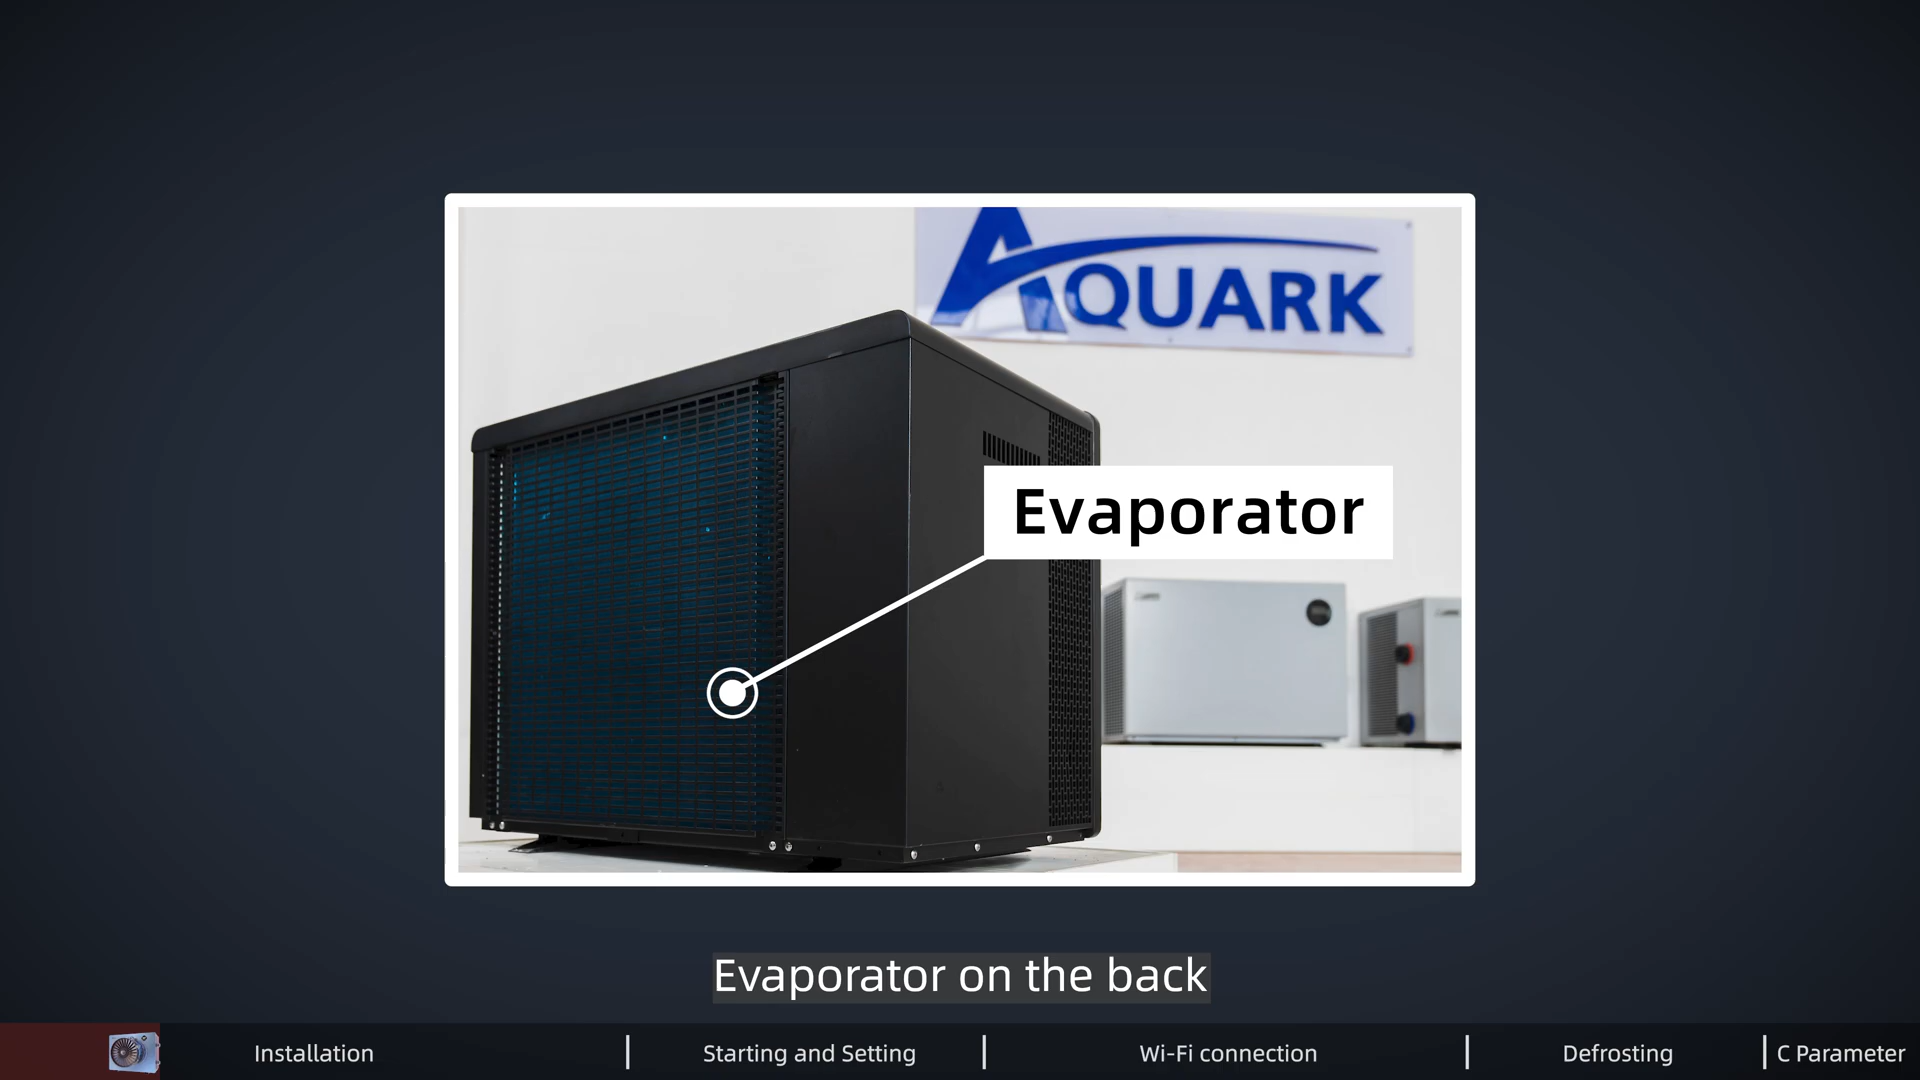 AQUARK
Evaporator
Evaporator on the back
Installation
Starting and Setting
Wi-Fi connection
Defrosting
C Parameter